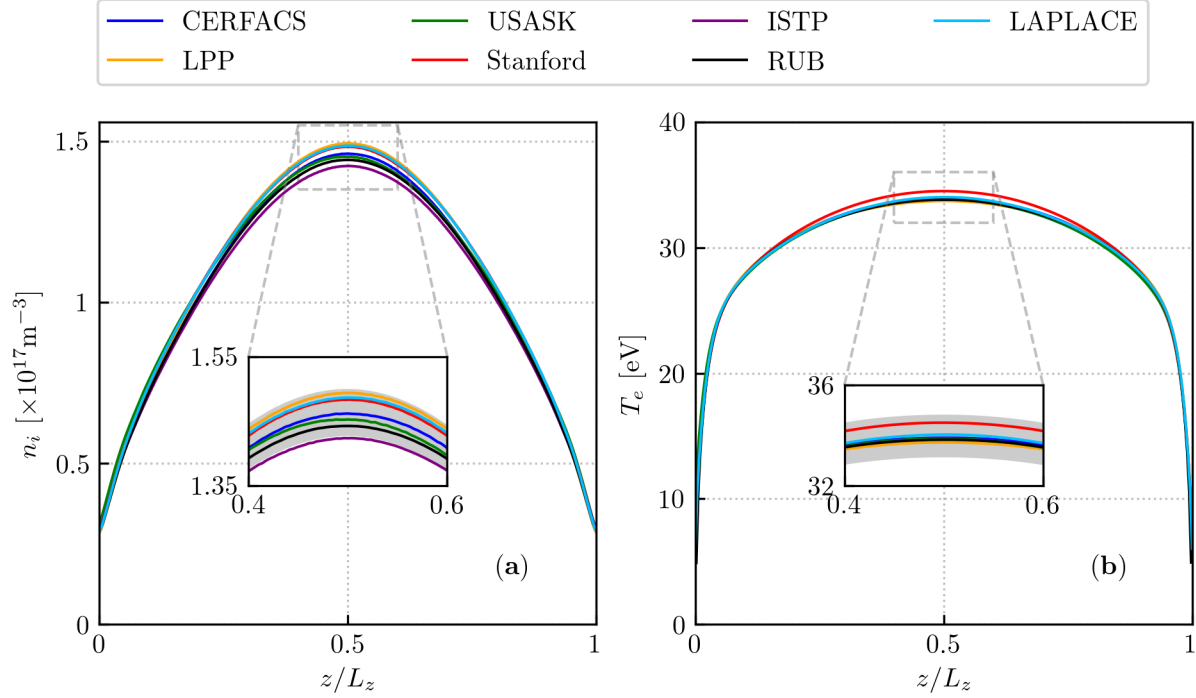 CERFACS USASK ISTP LAPLACE
LPP Stanford RUB
1.5
1
0.5
0
n_i [×10^17 m^−3]
1.55
1.35
0.4 0.6
(a)
0 0.5 1
z/L_z
40
30
20
10
0
T_e [eV]
36
32
0.4 0.6
(b)
0 0.5 1
z/L_z